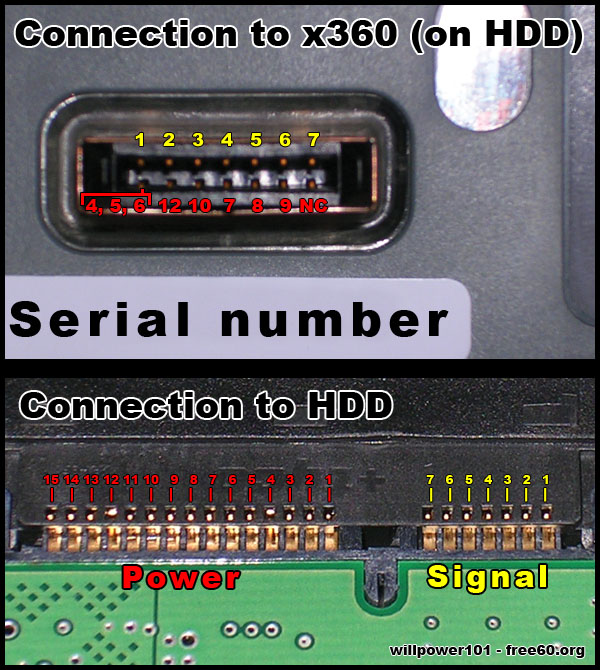 Connection to x360 (on HDD)
1 2 3 4 5 6 7
4, 5, 6 12 10 7 8 9 NC
Serial number
Connection to HDD
15 14 13 12 11 10 9 8 7 6 5 4 3 2 1 7 6 5 4 3 2 1
Power Signal
willpower101 - free60.org